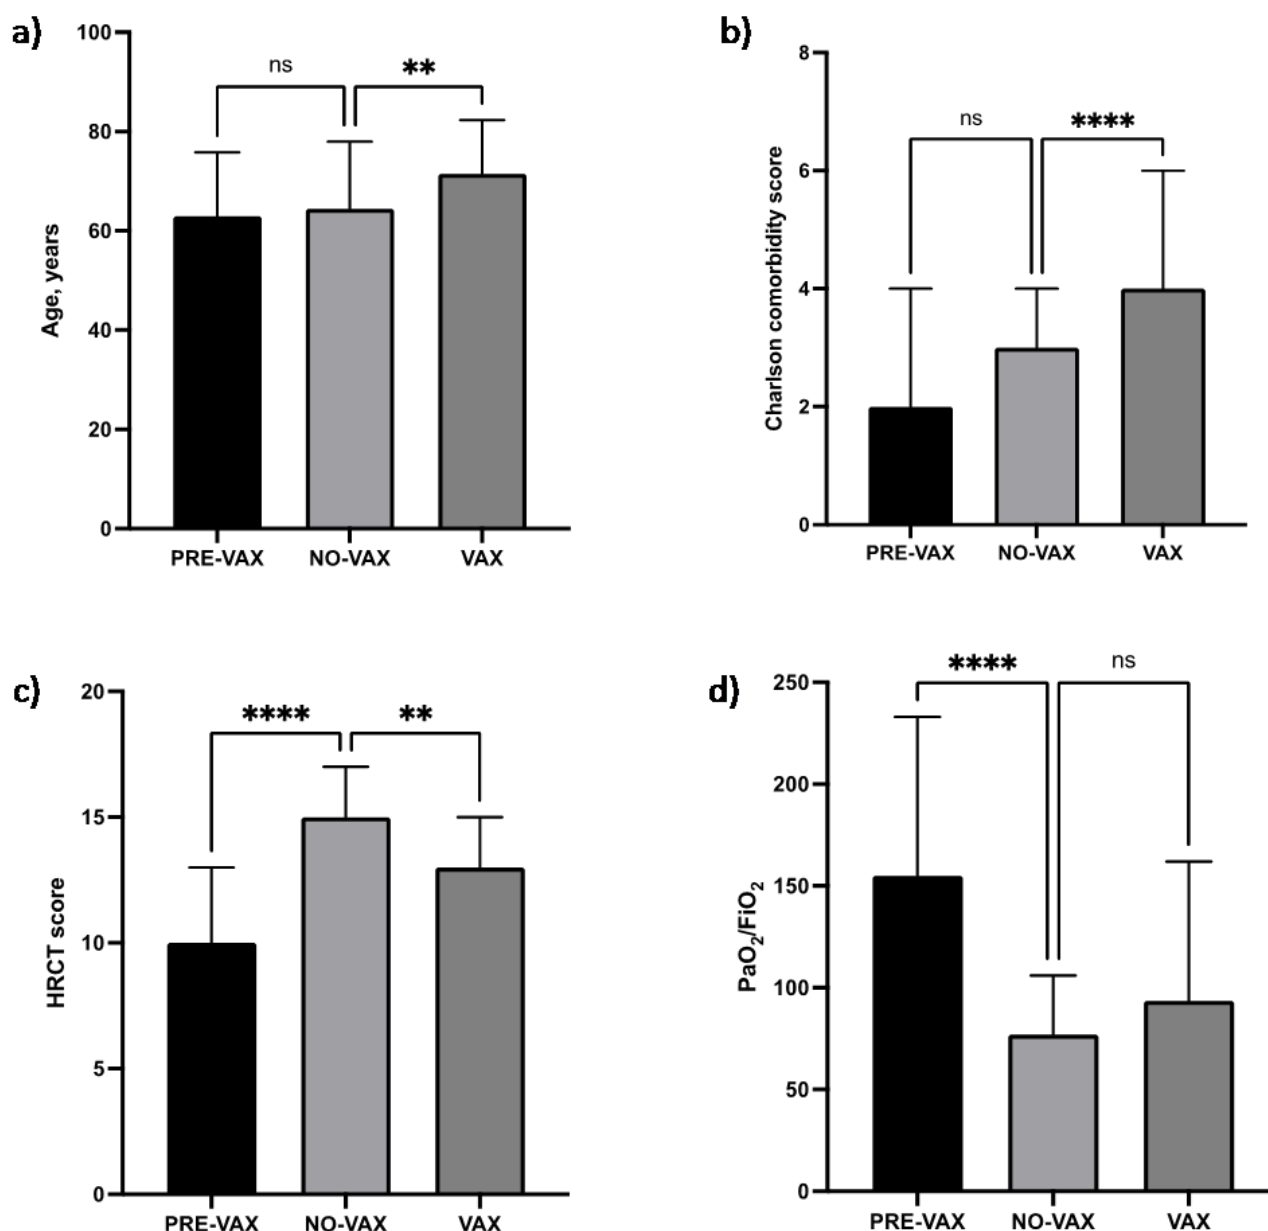 a)
100
80
60
40
20
0
Age, years
ns
**
PRE-VAX NO-VAX VAX
b)
8
6
4
2
0
Charlson comorbidity score
ns
****
PRE-VAX NO-VAX VAX
c)
20
15
10
5
0
HRCT score
****
**
PRE-VAX NO-VAX VAX
d)
250
200
150
100
50
0
PaO₂/FiO₂
****
ns
PRE-VAX NO-VAX VAX